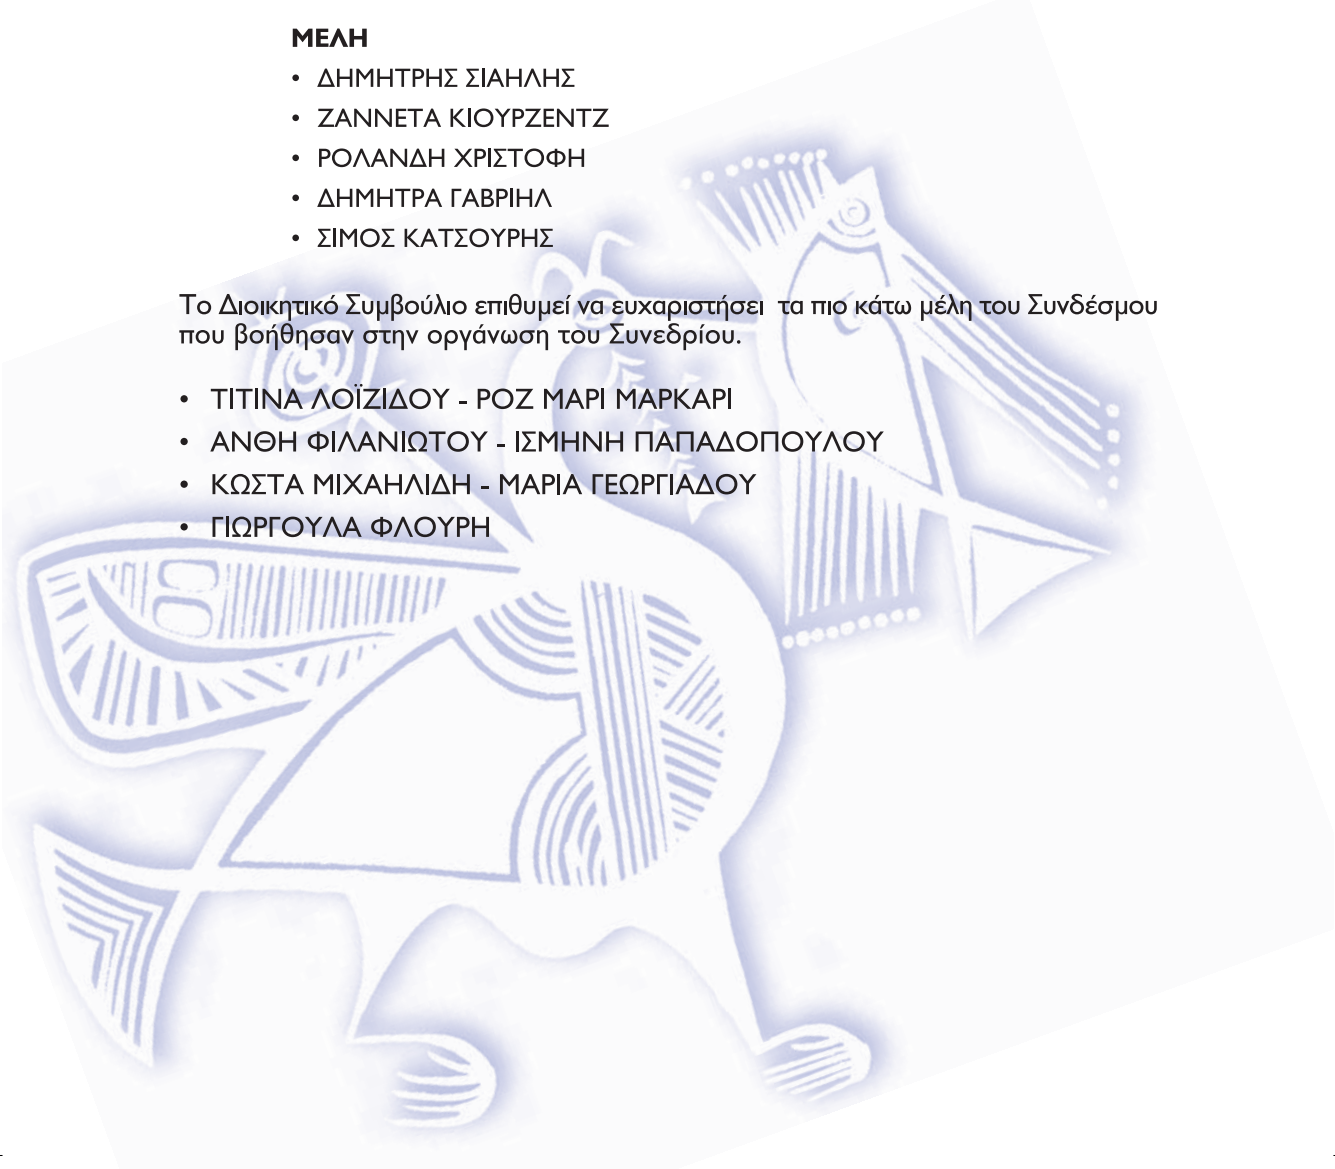 ΜΕΛΗ
• ΔΗΜΗΤΡΗΣ ΣΙΑΗΛΗΣ
• ΖΑΝΝΕΤΑ ΚΙΟΥΡΖΕΝΤΖ
• ΡΟΛΑΝΔΗ ΧΡΙΣΤΟΦΗ
• ΔΗΜΗΤΡΑ ΓΑΒΡΙΗΛ
• ΣΙΜΟΣ ΚΑΤΣΟΥΡΗΣ
Το Διοικητικό Συμβούλιο επιθυμεί να ευχαριστήσει τα πιο κάτω μέλη του Συνδέσμου
που βοήθησαν στην οργάνωση του Συνεδρίου.
• ΤΙΤΙΝΑ ΛΟΪΖΙΔΟΥ - ΡΟΖ ΜΑΡΙ ΜΑΡΚΑΡΙ
• ΑΝΘΗ ΦΙΛΑΝΙΩΤΟΥ - ΙΣΜΗΝΗ ΠΑΠΑΔΟΠΟΥΛΟΥ
• ΚΩΣΤΑ ΜΙΧΑΗΛΙΔΗ - ΜΑΡΙΑ ΓΕΩΡΓΙΑΔΟΥ
• ΓΙΩΡΓΟΥΛΑ ΦΛΟΥΡΗ